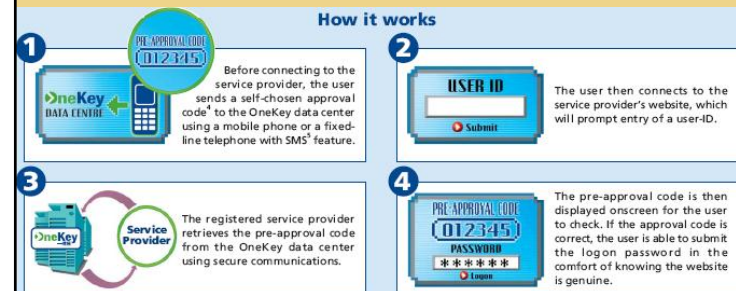 How it works
1
PRE-APPROVAL CODE
(012345)
OneKey
DATA CENTRE
Before connecting to the
service provider, the user
sends a self-chosen approval
code4 to the OneKey data center
using a mobile phone or a fixed-
line telephone with SMS5 feature.
2
USER ID
Submit
The user then connects to the
service provider's website, which
will prompt entry of a user-ID.
3
OneKey
Service
Provider
The registered service provider
retrieves the pre-approval code
from the OneKey data center
using secure communications.
4
PRE-APPROVAL CODE
(012345)
PASSWORD
******
Logon
The pre-approval code is then
displayed onscreen for the user
to check. If the approval code is
correct, the user is able to submit
the logon password in the
comfort of knowing the website
is genuine.